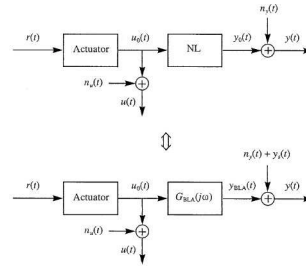 n_y(t)
r(t) u_0(t) y_0(t) y(t)
Actuator NL
n_u(t)
u(t)
n_y(t) + y_s(t)
r(t) u_0(t) y_BLA(t) y(t)
Actuator G_BLA(jω)
n_u(t)
u(t)